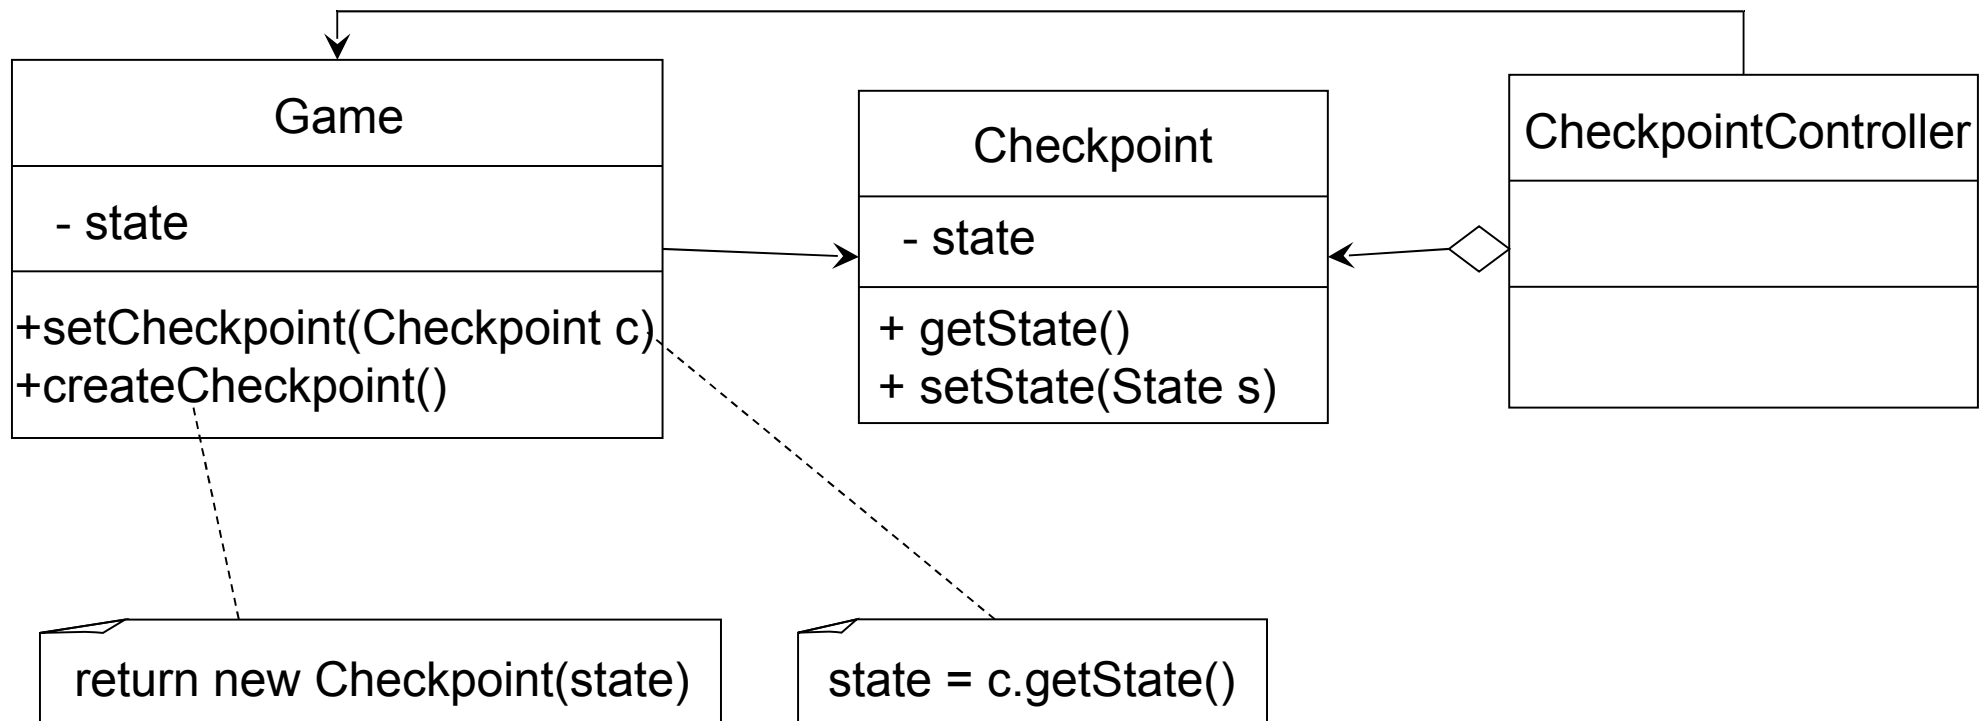 Game
- state
+setCheckpoint(Checkpoint c)
+createCheckpoint()
Checkpoint
- state
+ getState()
+ setState(State s)
CheckpointController
return new Checkpoint(state)
state = c.getState()